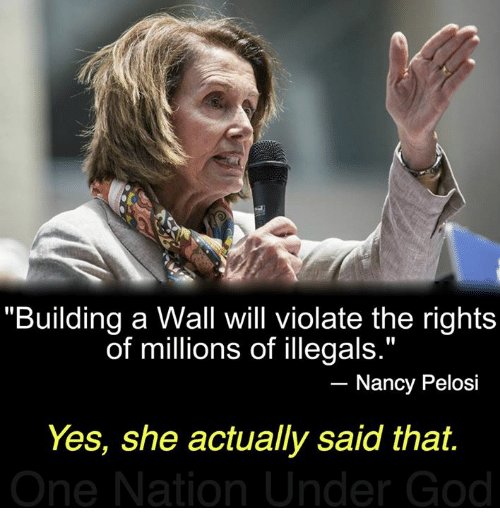 "Building a Wall will violate the rights
of millions of illegals."
— Nancy Pelosi
Yes, she actually said that.
One Nation Under God